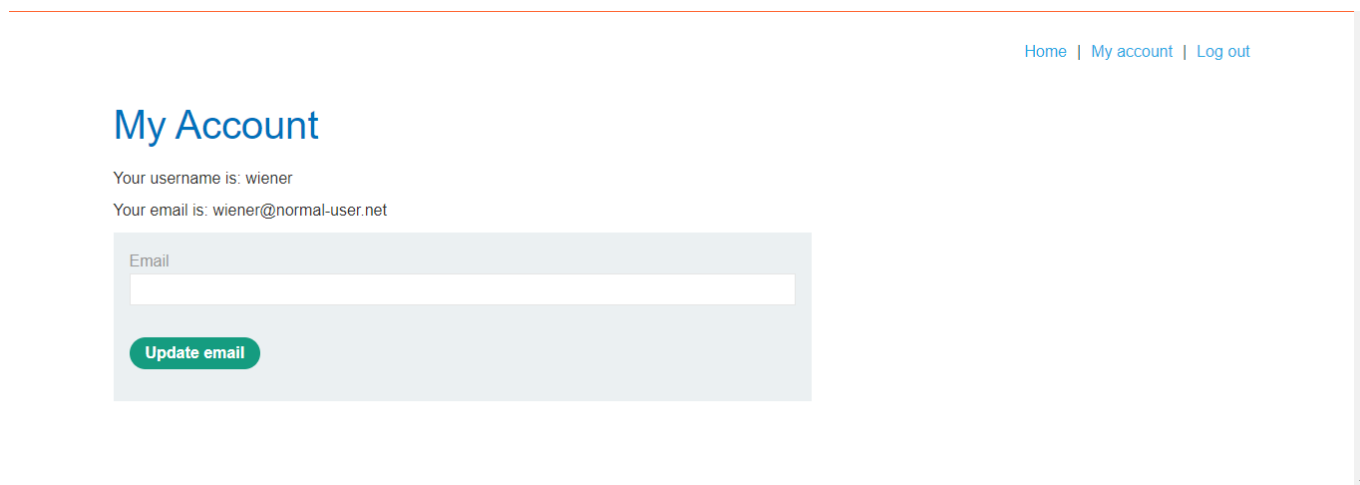 Home | My account | Log out
My Account
Your username is: wiener
Your email is: wiener@normal-user.net
Email
Update email